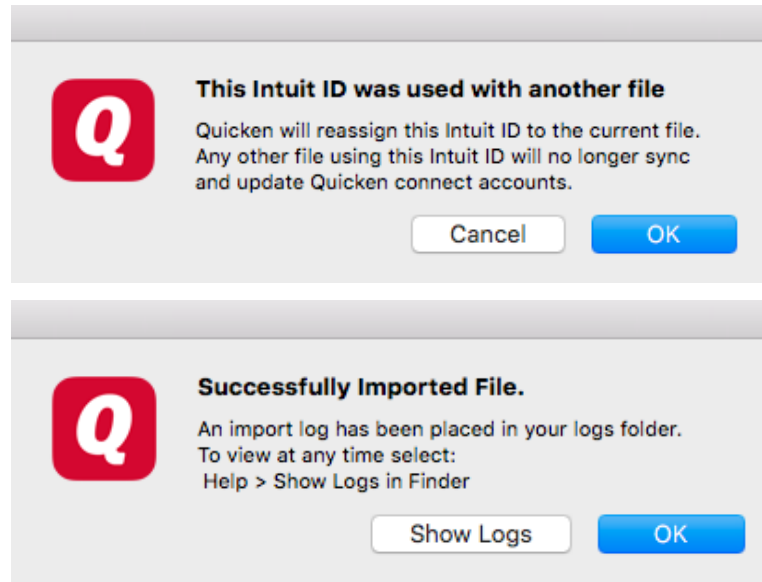 Q
This Intuit ID was used with another file
Quicken will reassign this Intuit ID to the current file.
Any other file using this Intuit ID will no longer sync
and update Quicken connect accounts.
Cancel
OK
Q
Successfully Imported File.
An import log has been placed in your logs folder.
To view at any time select:
Help > Show Logs in Finder
Show Logs
OK